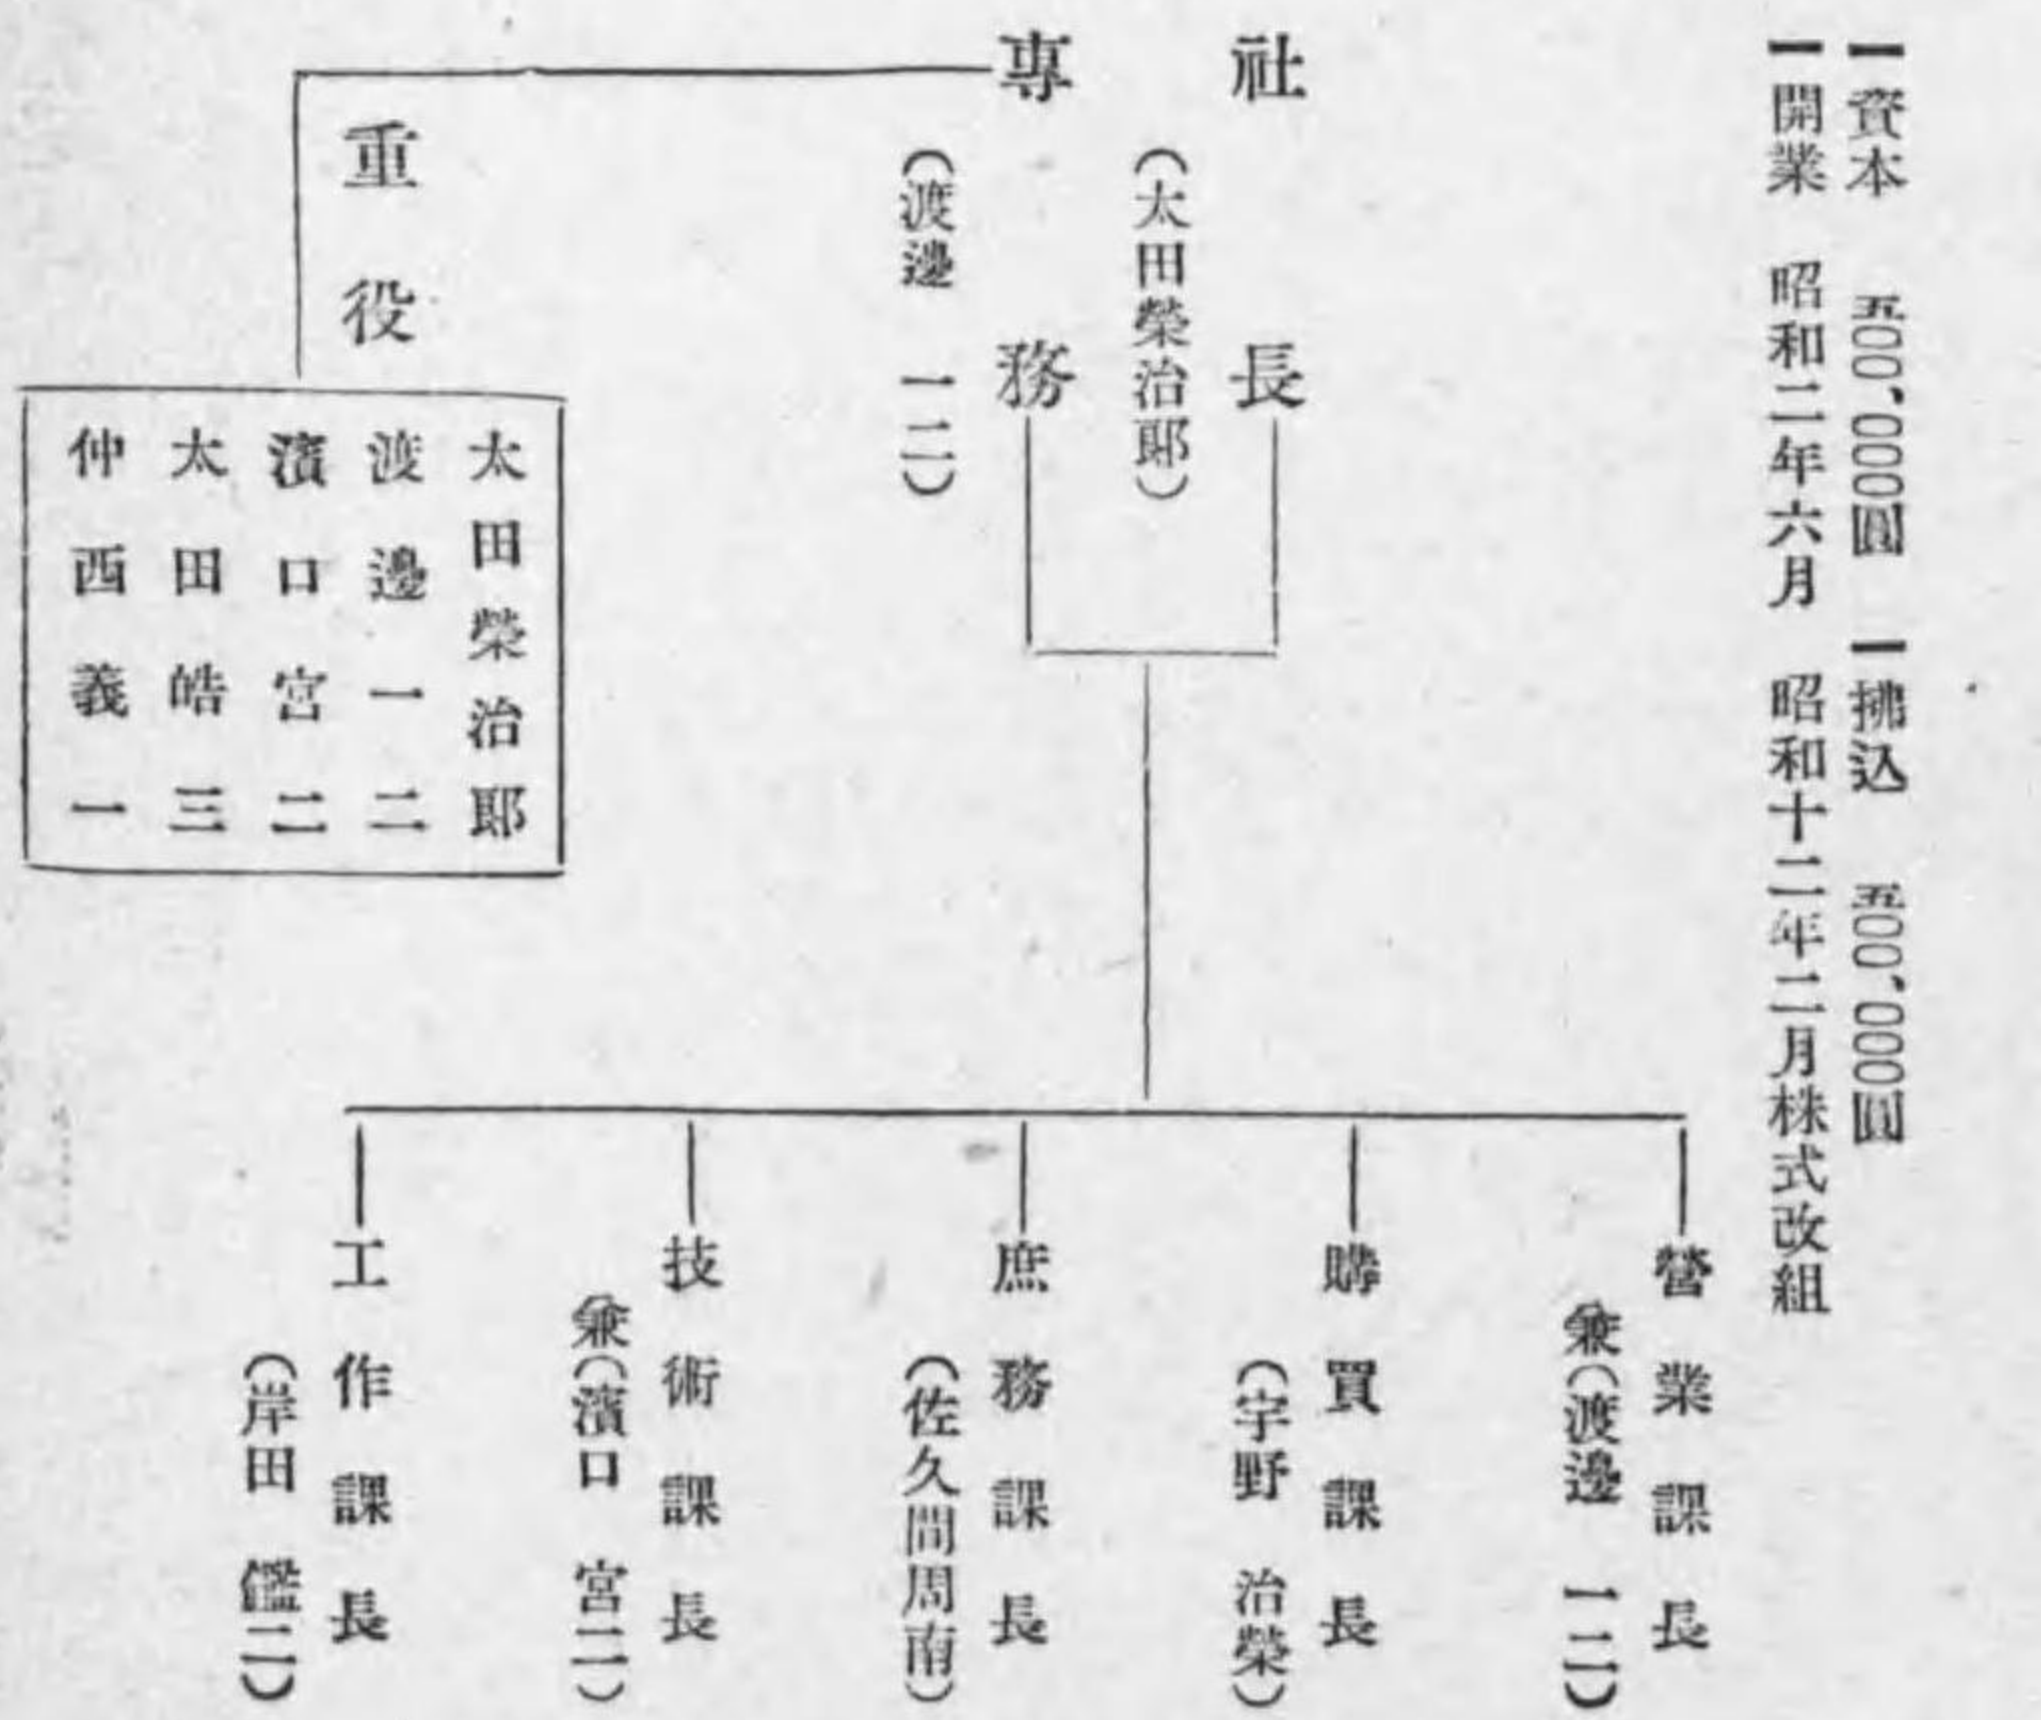 一資本 五〇〇、〇〇〇圓 一拂込 五〇〇、〇〇〇圓
一開業 昭和二年六月 昭和十二年二月株式改組
社長
(太田榮治郎)
專務
(渡邊 一二)
重役
太田榮治郎
渡邊一二
濱口宮二
太田皓三
仲西義一
營業課長
兼(渡邊 一二)
購買課長
(宇野 治榮)
庶務課長
(佐久間周南)
技術課長
兼(濱口 宮二)
工作課長
(岸田 鑑二)